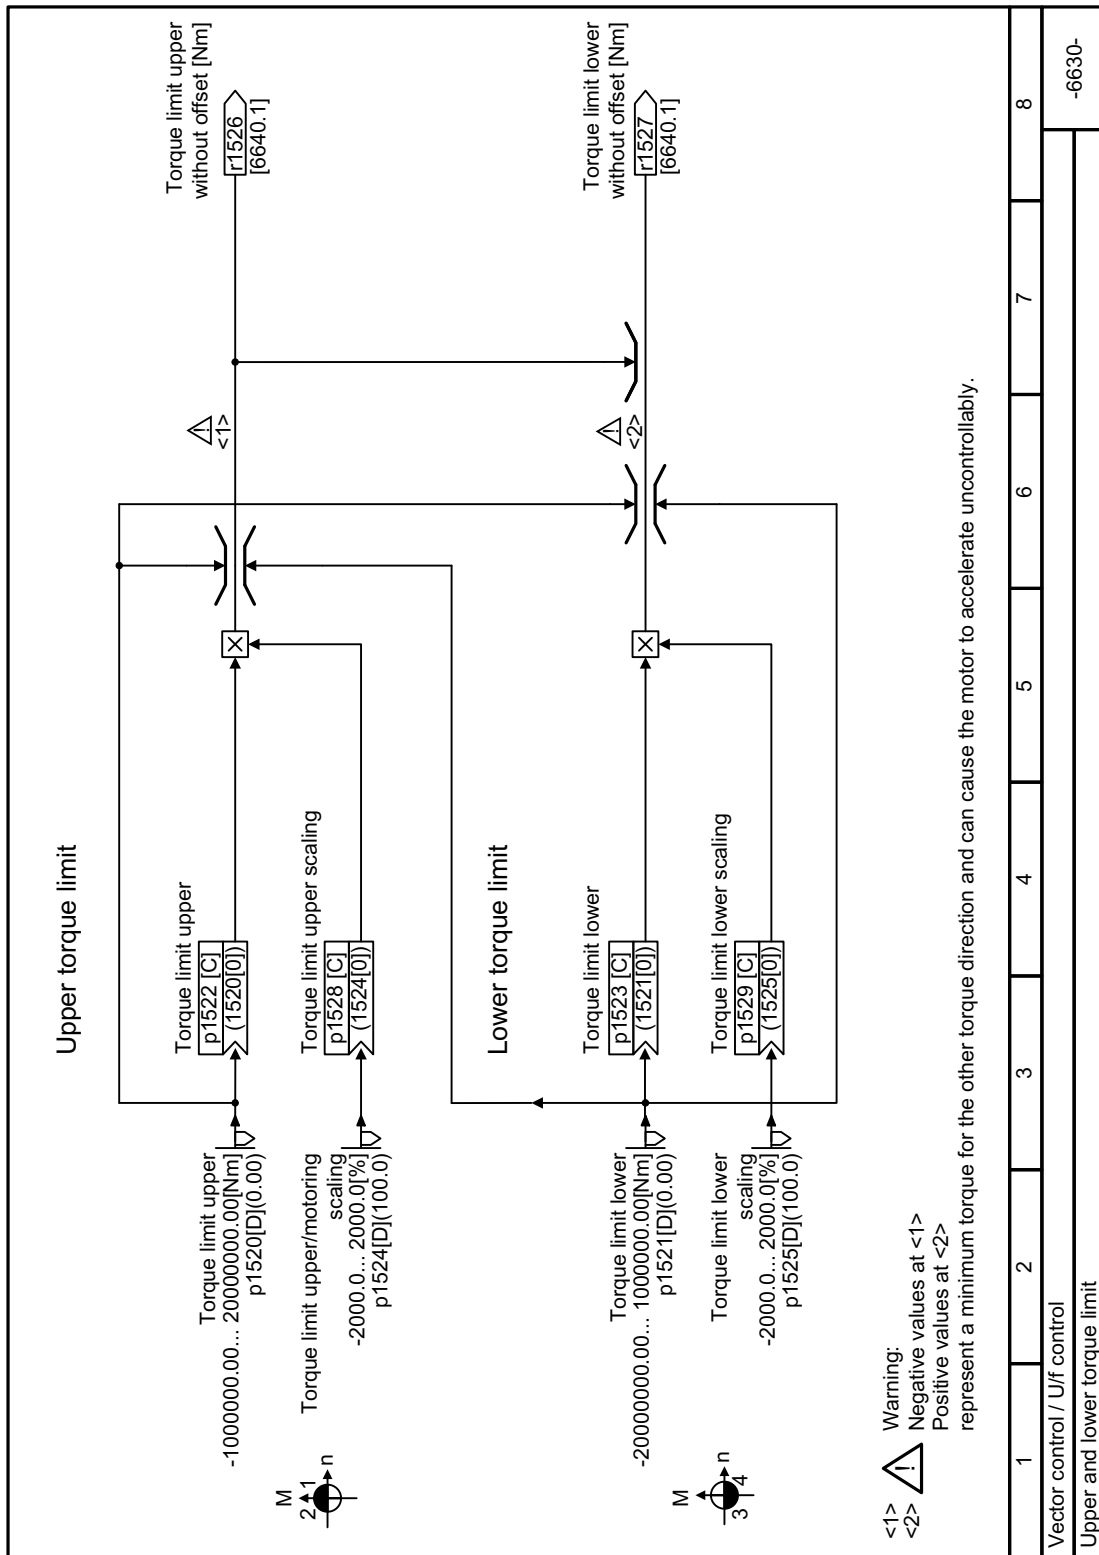 Upper torque limit
Torque limit upper
-1000000.00... 20000000.00[Nm]
p1520[D](0.00)
Torque limit upper
p1522 [C]
(1520[0])
Torque limit upper
without offset [Nm]
r1526
[6640.1]
<1>
M
2 1
n
Torque limit upper/motoring
scaling
-2000.0... 2000.0[%]
p1524[D](100.0)
Torque limit upper scaling
p1528 [C]
(1524[0])
Lower torque limit
Torque limit lower
-20000000.00... 1000000.00[Nm]
p1521[D](0.00)
Torque limit lower
p1523 [C]
(1521[0])
Torque limit lower
without offset [Nm]
r1527
[6640.1]
<2>
M
n
3 4
Torque limit lower
scaling
-2000.0... 2000.0[%]
p1525[D](100.0)
Torque limit lower scaling
p1529 [C]
(1525[0])
<1>
<2>
Warning:
Negative values at <1>
Positive values at <2>
represent a minimum torque for the other torque direction and can cause the motor to accelerate uncontrollably.
1 2 3 4 5 6 7 8
Vector control / U/f control
Upper and lower torque limit
-6630-